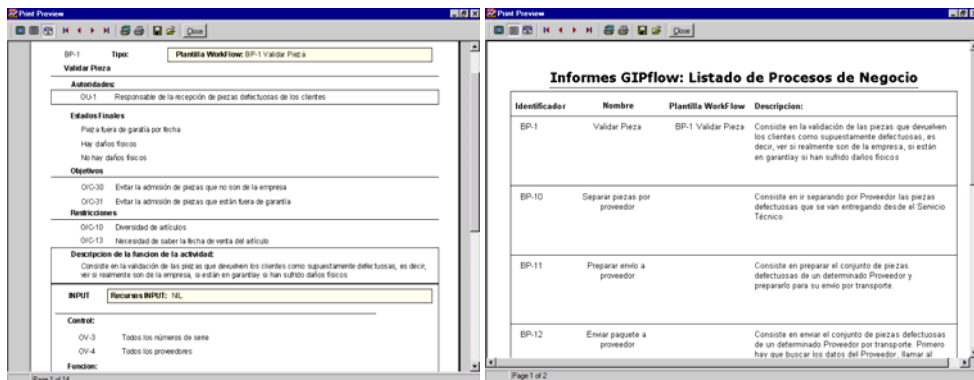 Print Preview
Close
BP-1 Tipo: Plantilla WorkFlow: BP-1 Validar Pieza
Validar Pieza
Autoridades:
OU-1 Responsable de la recepción de piezas defectuosas de los clientes
Estados Finales
Pieza fuera de garatía por fecha
Hay daños físicos
No hay daños físicos
Objetivos
O/C-30 Evitar la admisión de piezas que no son de la empresa
O/C-31 Evitar la admisión de piezas que están fuera de garantía
Restricciones
O/C-10 Diversidad de artículos
O/C-13 Necesidad de saber la fecha de venta del artículo
Descripcion de la funcion de la actividad:
Consiste en la validación de las piezas que devuelven los clientes como supuestamente defectuosas, es decir,
ver si realmente son de la empresa, si están en garantíay si han sufrido daños físicos
INPUT Recursos INPUT: NIL
Control:
OV-3 Todos los números de serie
OV-4 Todos los proveedores
Funcion:
Page 1 of 14
Print Preview
Close
Informes GIPflow: Listado de Procesos de Negocio
Identificador Nombre Plantilla WorkFlow Descripcion:
BP-1 Validar Pieza BP-1 Validar Pieza Consiste en la validación de las piezas que devuelven
los clientes como supuestamente defectuosas, es
decir, ver si realmente son de la empresa, si están
en garantíay si han sufrido daños físicos
BP-10 Separar piezas por Consiste en ir separando por Proveedor las piezas
proveedor defectuosas que se van entregando desde el Servicio
Técnico.
BP-11 Preparar envio a Consiste en preparar el conjunto de piezas
proveedor defectuosas de un determinado Proveedor y
prepararlo para su envío por transporte.
BP-12 Enviar paquete a Consiste en enviar el conjunto de piezas defectuosas
proveedor de un determinado Proveedor por transporte. Primero
hay que buscar los datos del Proveedor, llamar al
Page 1 of 2